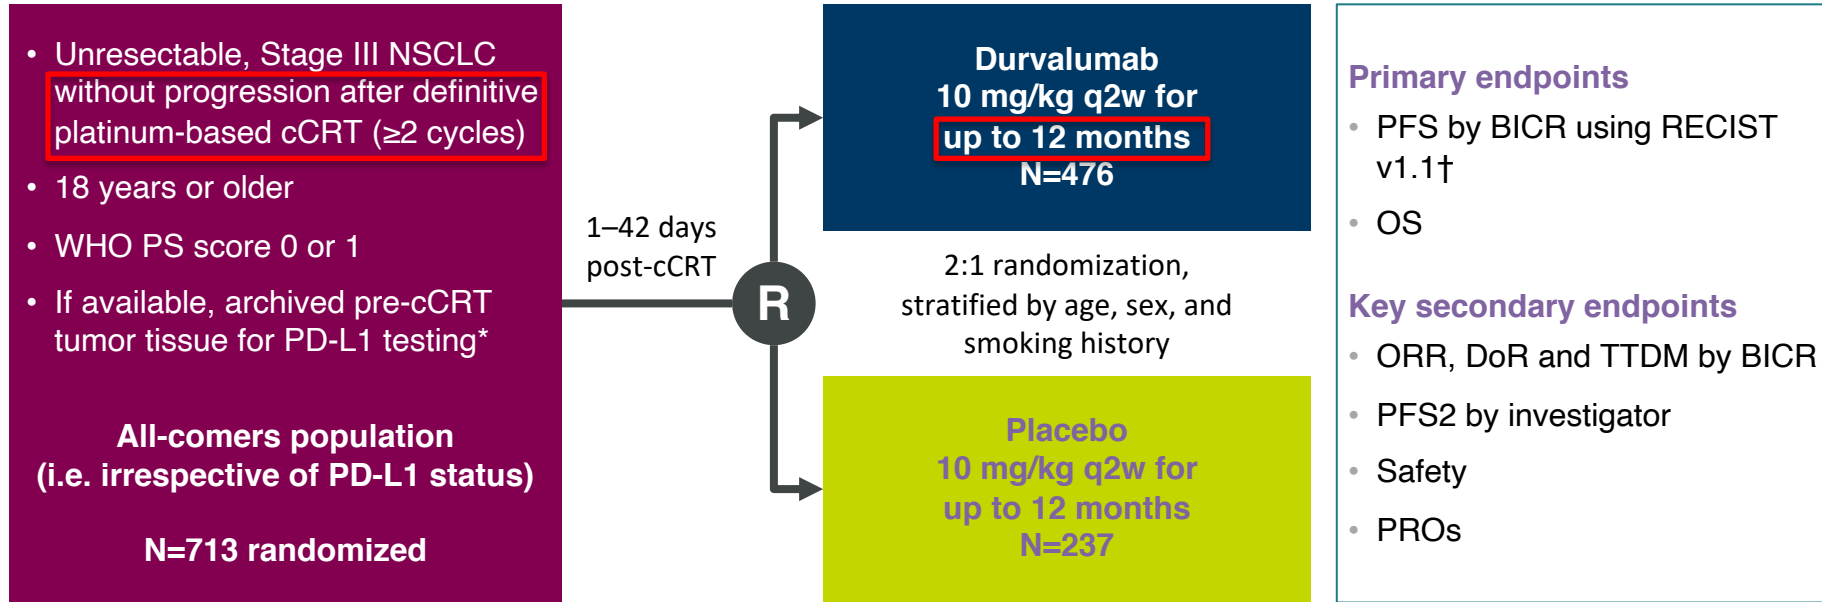 • Unresectable, Stage III NSCLC
without progression after definitive
platinum-based cCRT (≥2 cycles)
• 18 years or older
• WHO PS score 0 or 1
• If available, archived pre-cCRT
tumor tissue for PD-L1 testing*
All-comers population
(i.e. irrespective of PD-L1 status)
N=713 randomized
1–42 days
post-cCRT
R
Durvalumab
10 mg/kg q2w for
up to 12 months
N=476
2:1 randomization,
stratified by age, sex, and
smoking history
Placebo
10 mg/kg q2w for
up to 12 months
N=237
Primary endpoints
• PFS by BICR using RECIST
v1.1†
• OS
Key secondary endpoints
• ORR, DoR and TTDM by BICR
• PFS2 by investigator
• Safety
• PROs